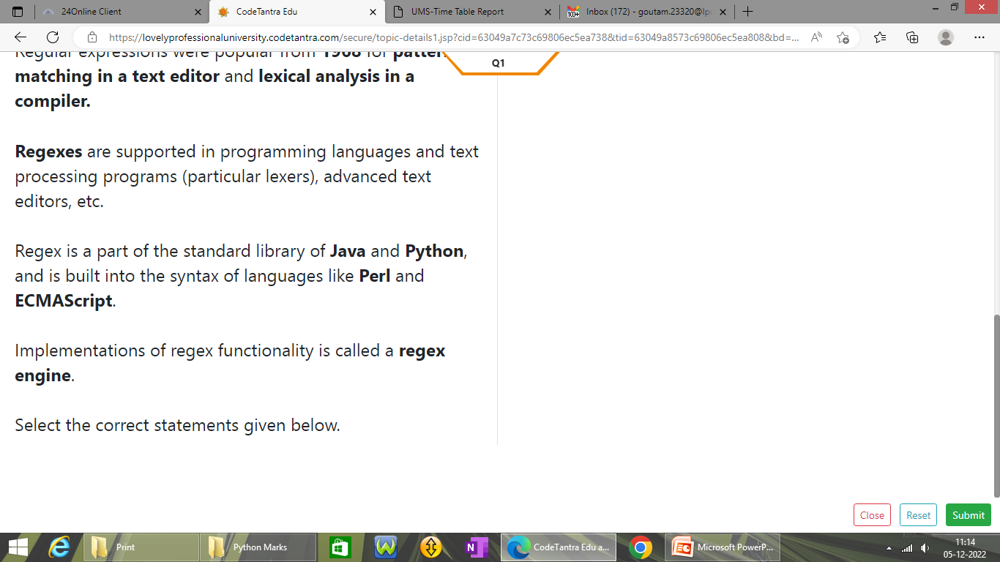 24Online Client
CodeTantra Edu
UMS-Time Table Report
Inbox (172) - goutam.23320@lpu
https://lovelyprofessionaluniversity.codetantra.com/secure/topic-details1.jsp?cid=63049a7c73c69806ec5ea738&tid=63049a8573c69806ec5ea808&bd=...
Q1
Regular expressions were popular from 1968 for pattern
matching in a text editor and lexical analysis in a
compiler.
Regexes are supported in programming languages and text
processing programs (particular lexers), advanced text
editors, etc.
Regex is a part of the standard library of Java and Python,
and is built into the syntax of languages like Perl and
ECMAScript.
Implementations of regex functionality is called a regex
engine.
Select the correct statements given below.
Close Reset Submit
Print
Python Marks
CodeTantra Edu a...
Microsoft PowerP...
11:14
05-12-2022